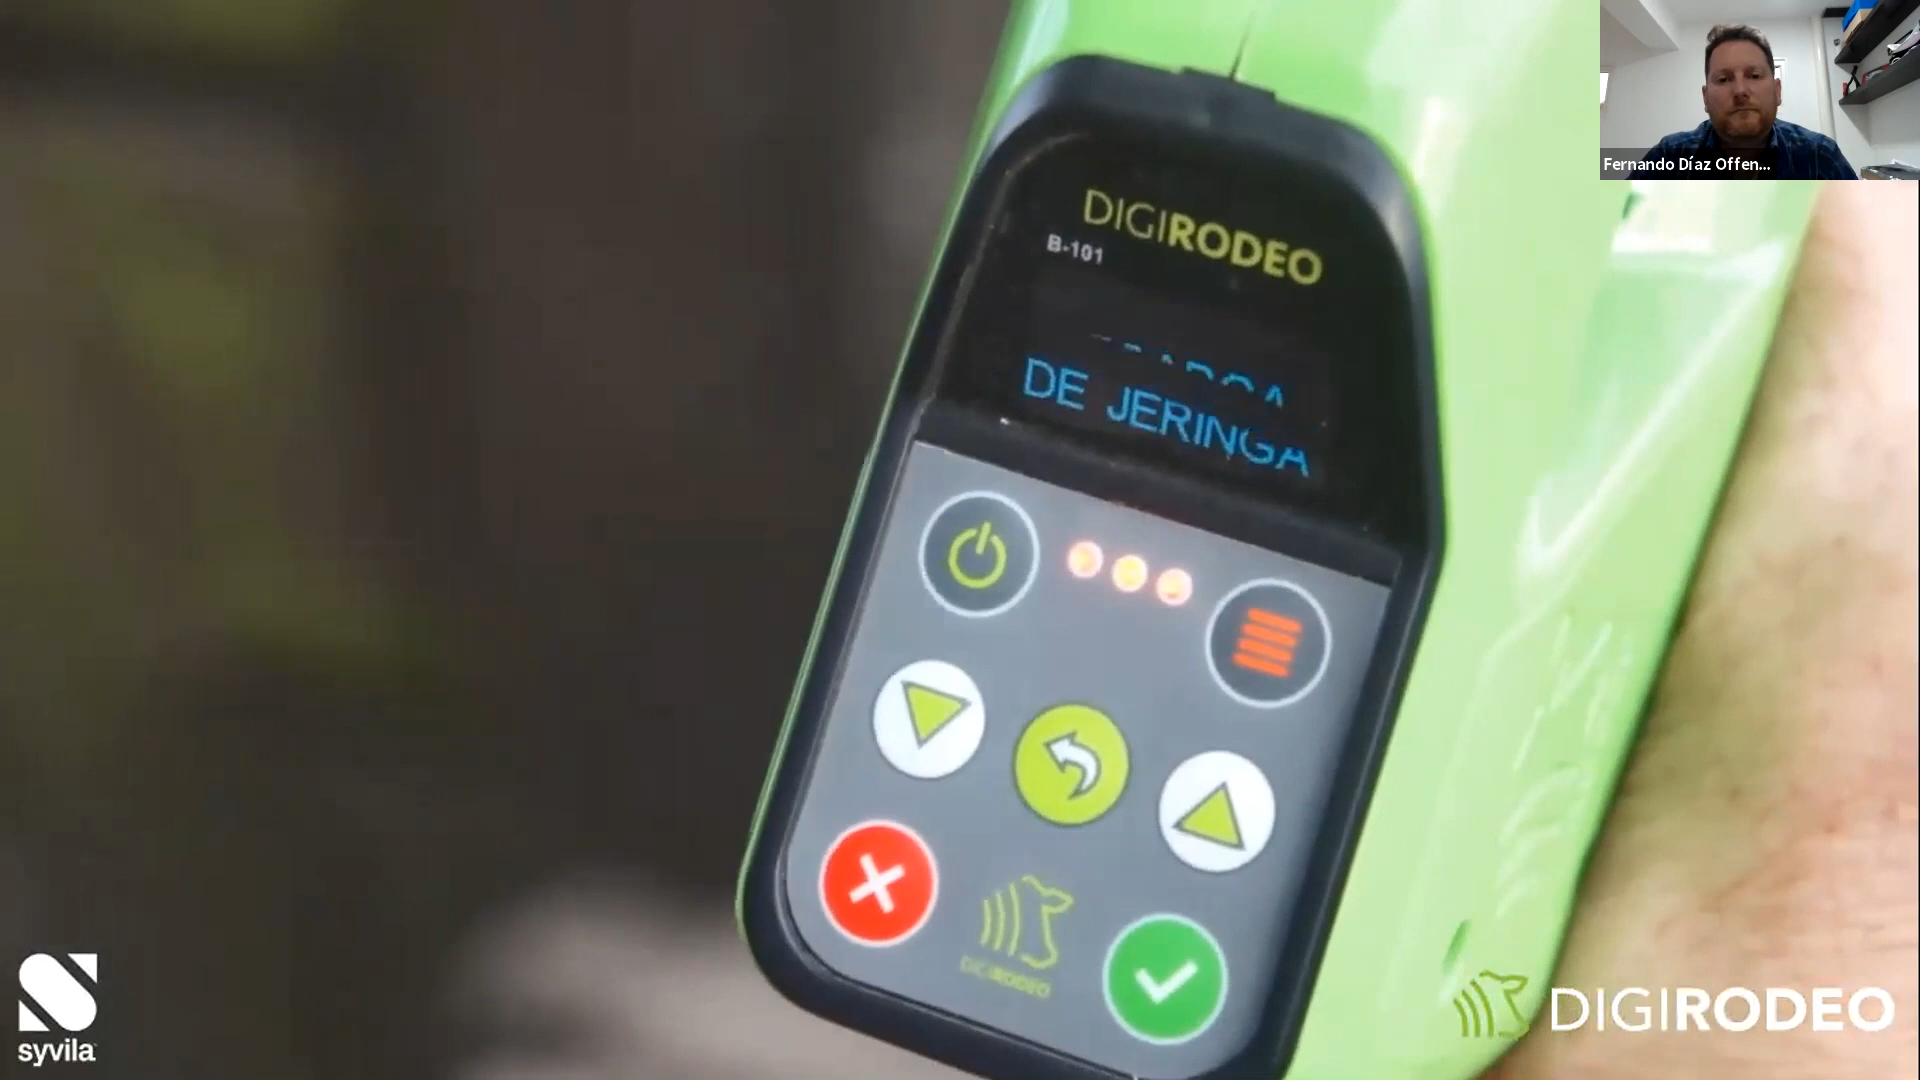 Fernando Díaz Offen...
DIGIRODEO
B-101
DE JERINGA
DIGIRODEO
syvila
DIGIRODEO